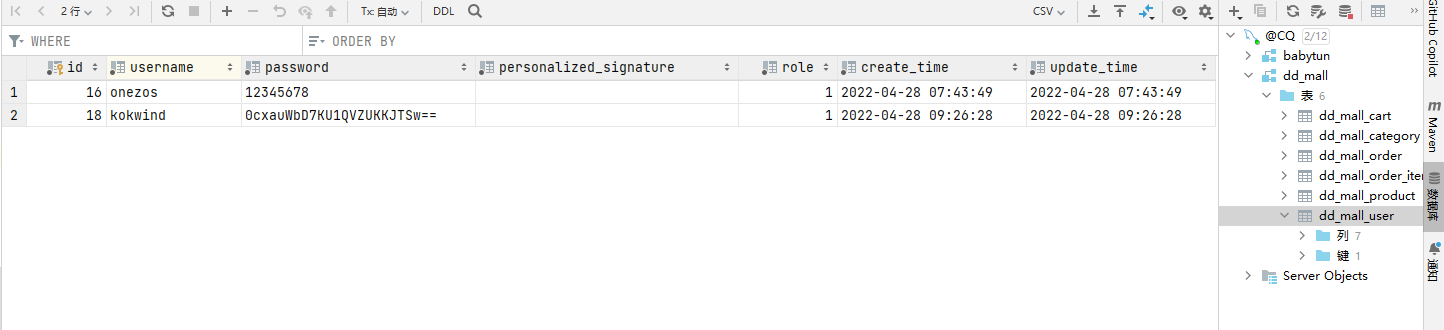 2 行 Tx: 自动 DDL CSV
WHERE ORDER BY
id username password personalized_signature role create_time update_time
1 16 onezos 12345678 1 2022-04-28 07:43:49 2022-04-28 07:43:49
2 18 kokwind 0cxauWbD7KU1QVZUKKJTSw== 1 2022-04-28 09:26:28 2022-04-28 09:26:28
@CQ 2/12
babytun
dd_mall
表 6
dd_mall_cart
dd_mall_category
dd_mall_order
dd_mall_order_iter
dd_mall_product
dd_mall_user
列 7
键 1
Server Objects
GitHub Copilot
m Maven
数据库
通知